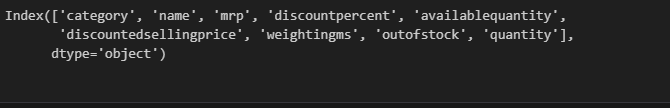 Index(['category', 'name', 'mrp', 'discountpercent', 'availablequantity',
'discountedsellingprice', 'weightingms', 'outofstock', 'quantity'],
dtype='object')